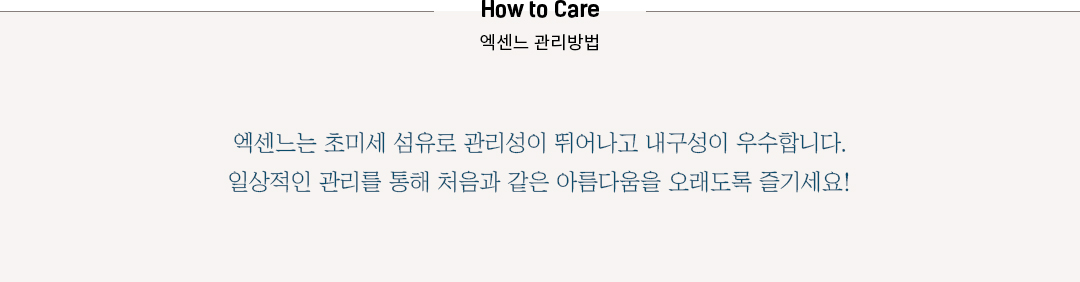 How to Care
엑센느 관리방법
엑센느는 초미세 섬유로 관리성이 뛰어나고 내구성이 우수합니다.
일상적인 관리를 통해 처음과 같은 아름다움을 오래도록 즐기세요!